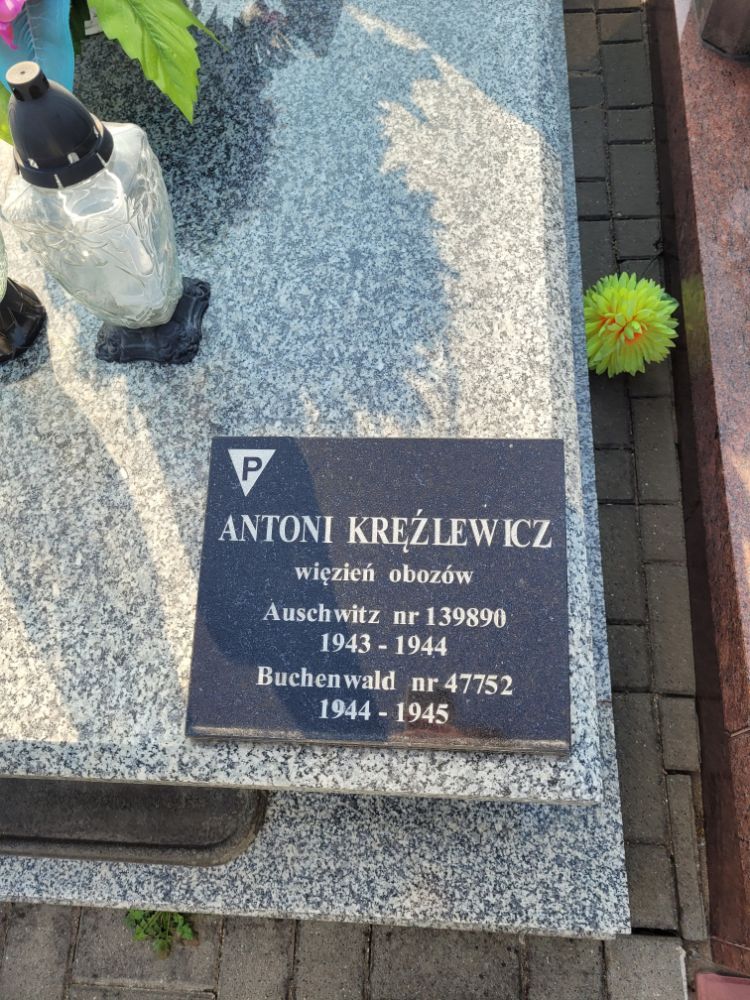 P
ANTONI KRĘŹLEWICZ
więzień obozów
Auschwitz nr 139890
1943 - 1944
Buchenwald nr 47752
1944 - 1945